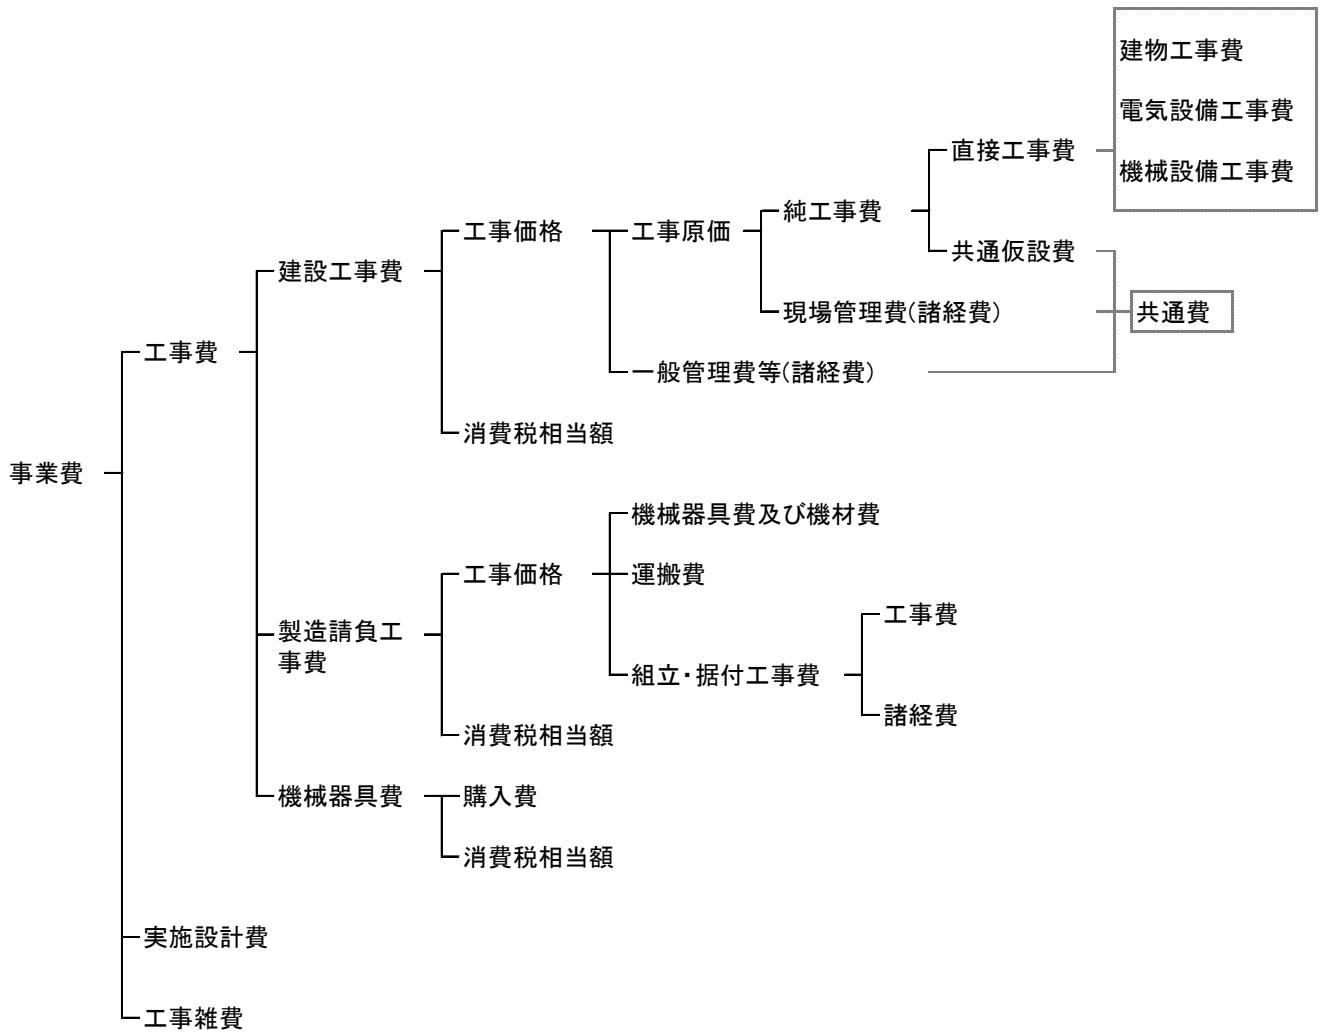 建物工事費
電気設備工事費
直接工事費
機械設備工事費
純工事費
工事価格
工事原価
共通仮設費
建設工事費
現場管理費(諸経費)
共通費
工事費
一般管理費等(諸経費)
消費税相当額
事業費
機械器具費及び機材費
工事価格
運搬費
工事費
製造請負工
事費
組立・据付工事費
諸経費
消費税相当額
機械器具費
購入費
消費税相当額
実施設計費
工事雑費